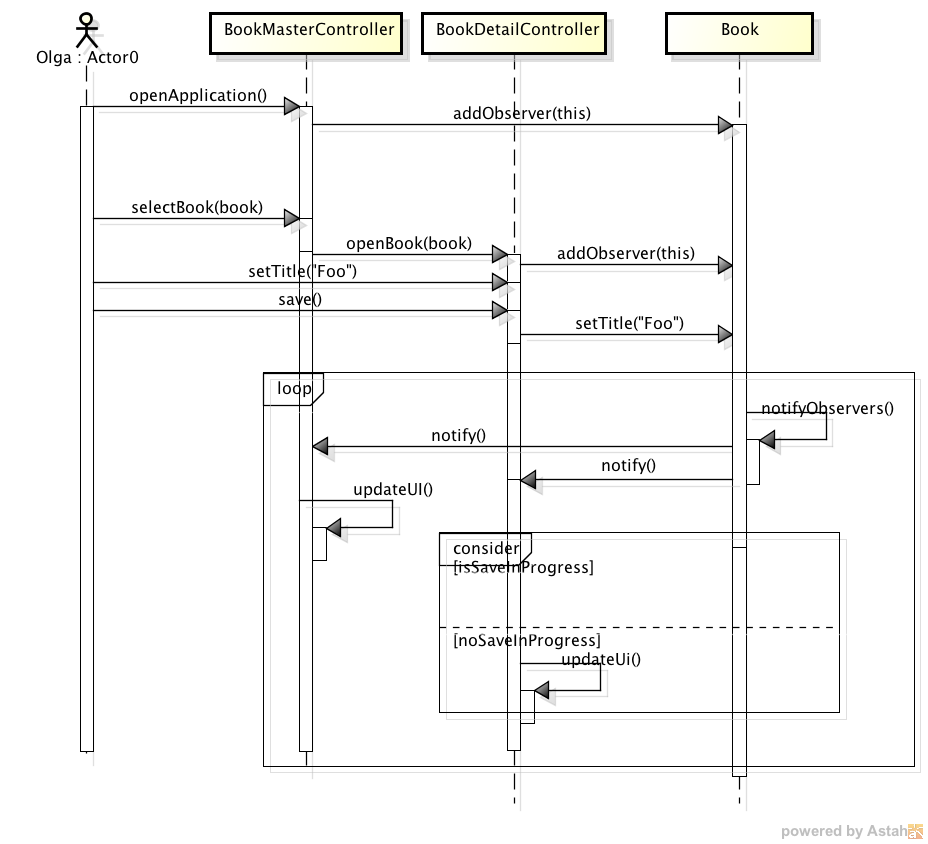 Olga : Actor0
BookMasterController
BookDetailController
Book
openApplication()
addObserver(this)
selectBook(book)
openBook(book)
addObserver(this)
setTitle("Foo")
save()
setTitle("Foo")
loop
notifyObservers()
notify()
notify()
updateUI()
consider
[isSaveInProgress]
[noSaveInProgress]
updateUi()
powered by Astah